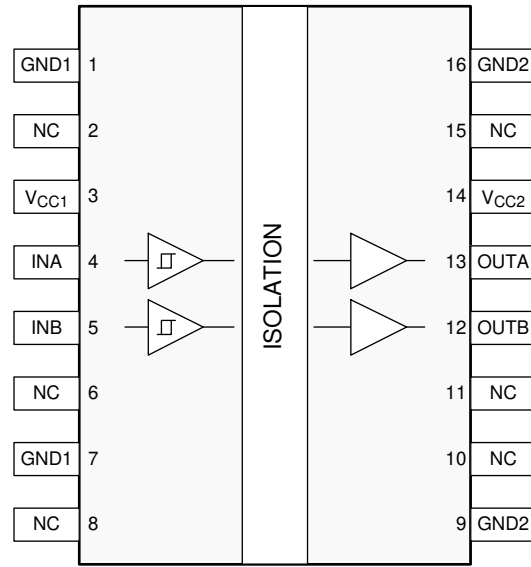 GND1 1 16 GND2
NC 2 15 NC
VCC1 3 14 VCC2
INA 4 13 OUTA
INB 5 12 OUTB
NC 6 11 NC
GND1 7 10 NC
NC 8 9 GND2
ISOLATION